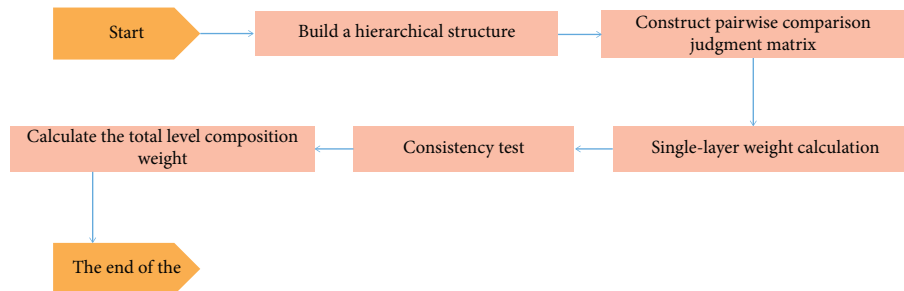 Start
Build a hierarchical structure
Construct pairwise comparison
judgment matrix
Single-layer weight calculation
Consistency test
Calculate the total level composition
weight
The end of the